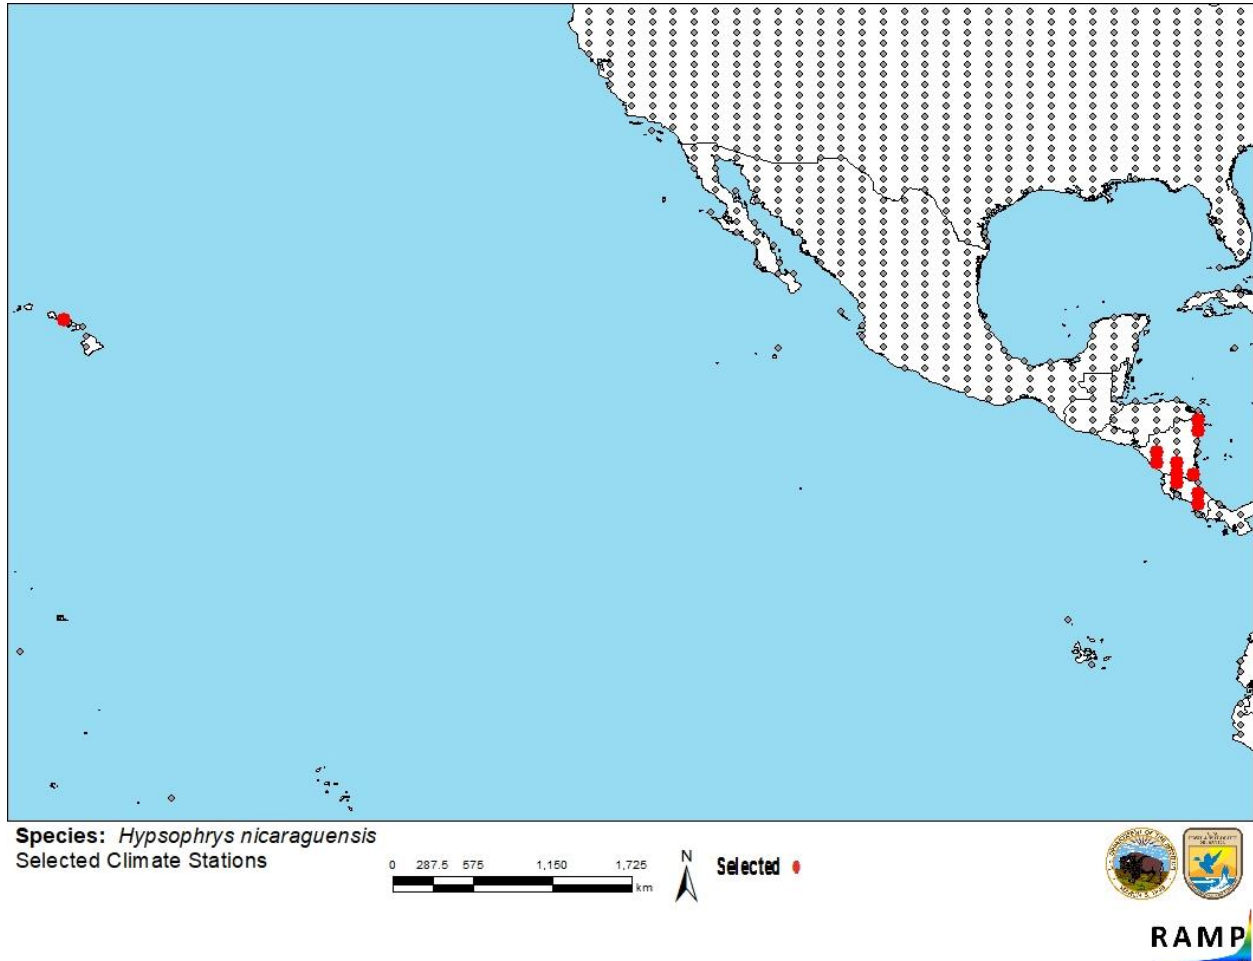 Species: Hypsophrys nicaraguensis
Selected Climate Stations
0 287.5 575 1,150 1,725
km
N
Selected
RAMP